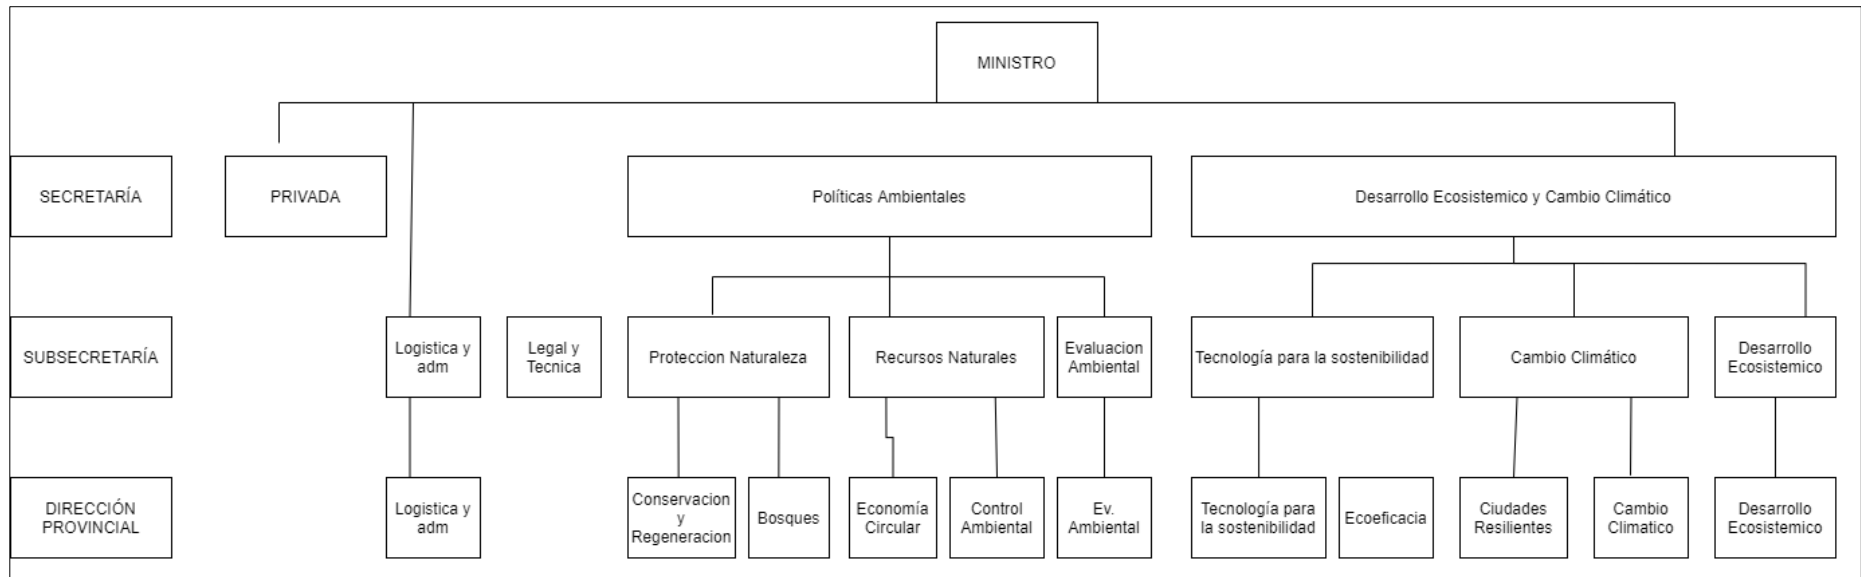 MINISTRO
SECRETARÍA
PRIVADA
Políticas Ambientales
Desarrollo Ecosistemico y Cambio Climático
SUBSECRETARÍA
Logistica y
adm
Legal y
Tecnica
Proteccion Naturaleza
Recursos Naturales
Evaluacion
Ambiental
Tecnología para la sostenibilidad
Cambio Climático
Desarrollo
Ecosistemico
DIRECCIÓN
PROVINCIAL
Logistica y
adm
Conservacion
y
Regeneracion
Bosques
Economía
Circular
Control
Ambiental
Ev.
Ambiental
Tecnología para
la sostenibilidad
Ecoeficacia
Ciudades
Resilientes
Cambio
Climatico
Desarrollo
Ecosistemico